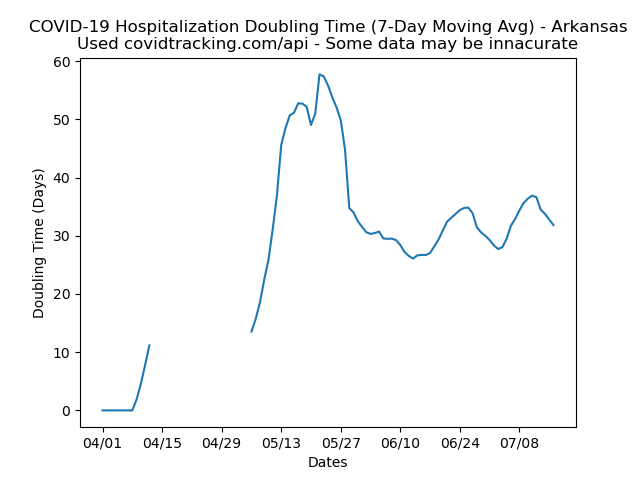 COVID-19 Hospitalization Doubling Time (7-Day Moving Avg) - Arkansas
Used covidtracking.com/api - Some data may be innacurate
60
50
40
30
20
10
0
Doubling Time (Days)
04/01 04/15 04/29 05/13 05/27 06/10 06/24 07/08
Dates